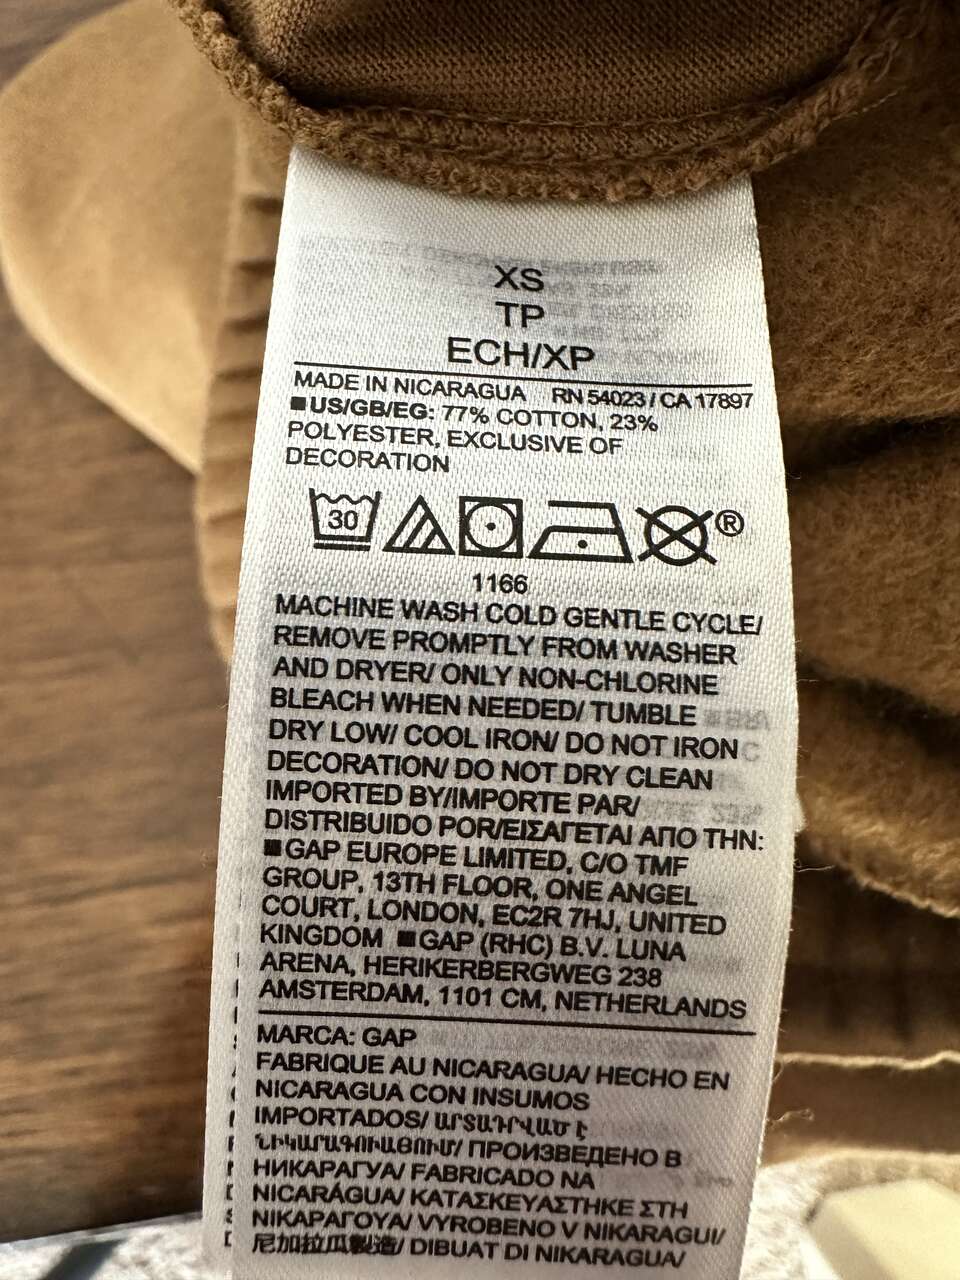 XS
TP
ECH/XP
MADE IN NICARAGUA RN 54023 / CA 17897
■US/GB/EG: 77% COTTON, 23%
POLYESTER, EXCLUSIVE OF
DECORATION
30 ®
1166
MACHINE WASH COLD GENTLE CYCLE/
REMOVE PROMPTLY FROM WASHER
AND DRYER/ ONLY NON-CHLORINE
BLEACH WHEN NEEDED/ TUMBLE
DRY LOW/ COOL IRON/ DO NOT IRON
DECORATION/ DO NOT DRY CLEAN
IMPORTED BY/IMPORTE PAR/
DISTRIBUIDO POR/ΕΙΣΑΓΕΤΑΙ ΑΠΟ ΤΗΝ:
■GAP EUROPE LIMITED, C/O TMF
GROUP, 13TH FLOOR, ONE ANGEL
COURT, LONDON, EC2R 7HJ, UNITED
KINGDOM ■GAP (RHC) B.V. LUNA
ARENA, HERIKERBERGWEG 238
AMSTERDAM, 1101 CM, NETHERLANDS
MARCA: GAP
FABRIQUE AU NICARAGUA/ HECHO EN
NICARAGUA CON INSUMOS
IMPORTADOS/ ԱՐՏԱԴՐՎԱԾ Է
ՆԻԿԱՐԱԳՈՒԱՅՈՒՄ/ ПРОИЗВЕДЕНО В
НИКАРАГУА/ FABRICADO NA
NICARÁGUA/ ΚΑΤΑΣΚΕΥΑΣΤΗΚΕ ΣΤΗ
ΝΙΚΑΡΑΓΟΥΑ/ VYROBENO V NIKARAGUI/
尼加拉瓜製造/ DIBUAT DI NIKARAGUA/